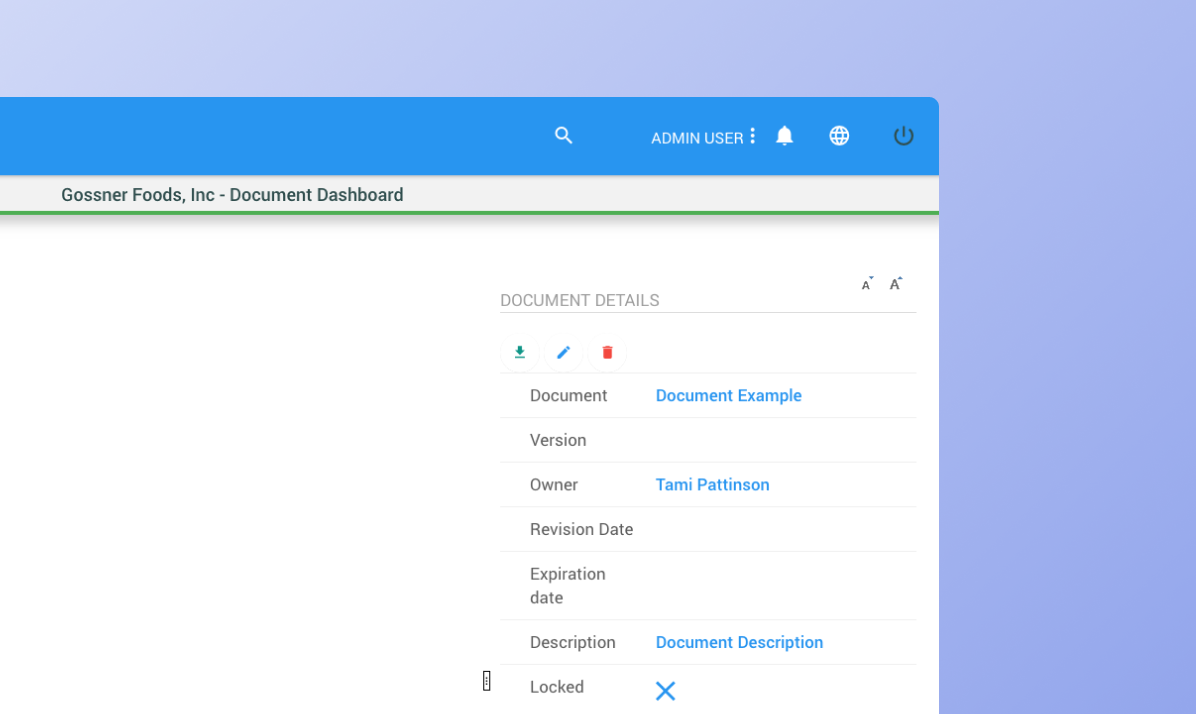 ADMIN USER
Gossner Foods, Inc - Document Dashboard
A A
DOCUMENT DETAILS
Document Document Example
Version
Owner Tami Pattinson
Revision Date
Expiration
date
Description Document Description
Locked